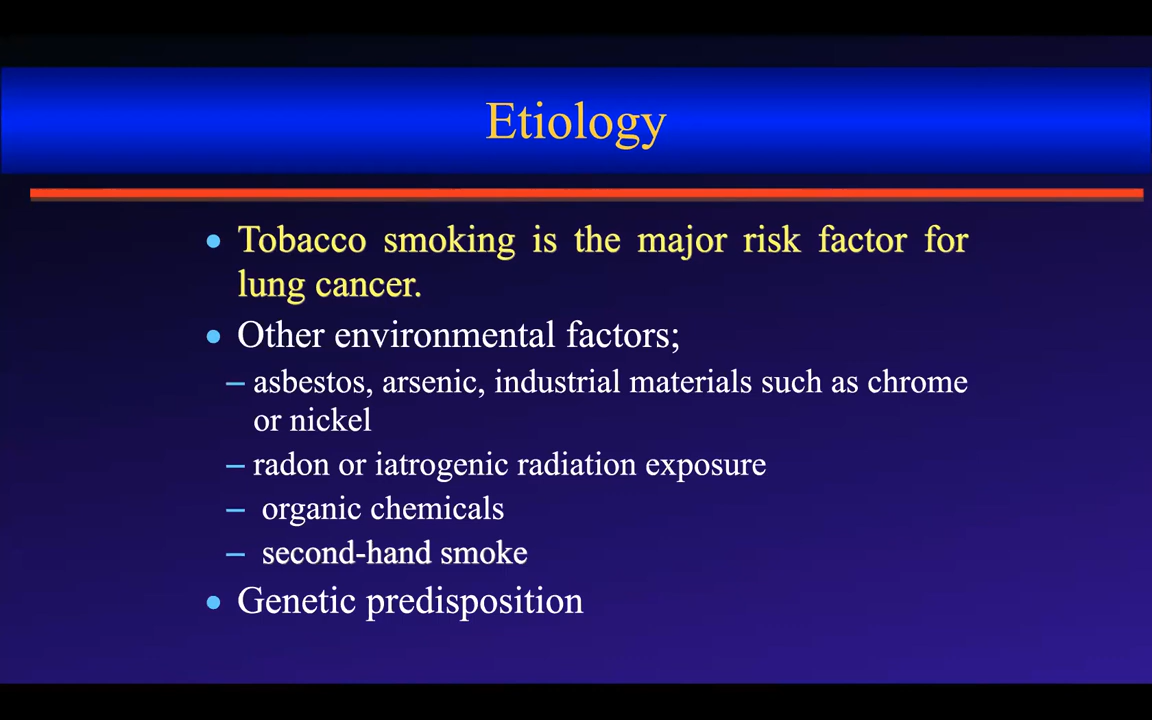 Etiology
• Tobacco smoking is the major risk factor for
lung cancer.
• Other environmental factors;
– asbestos, arsenic, industrial materials such as chrome
or nickel
– radon or iatrogenic radiation exposure
– organic chemicals
– second-hand smoke
• Genetic predisposition